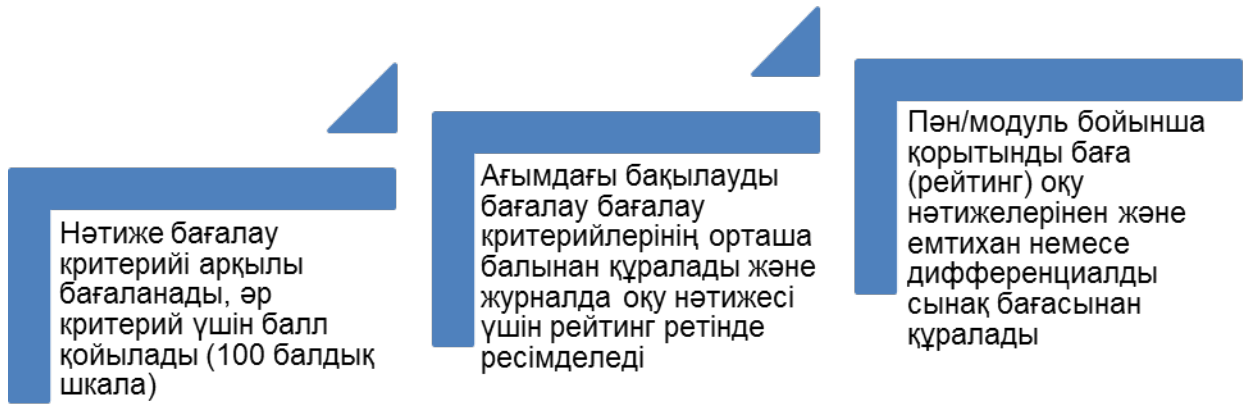 Нәтиже бағалау
критерийі арқылы
бағаланады, әр
критерий үшін балл
қойылады (100 балдық
шкала)
Ағымдағы бақылауды
бағалау бағалау
критерийлерінің орташа
балынан құралады және
журналда оқу нәтижесі
үшін рейтинг ретінде
ресімделеді
Пән/модуль бойынша
қорытынды баға
(рейтинг) оқу
нәтижелерінен және
емтихан немесе
дифференциалды
сынақ бағасынан
құралады